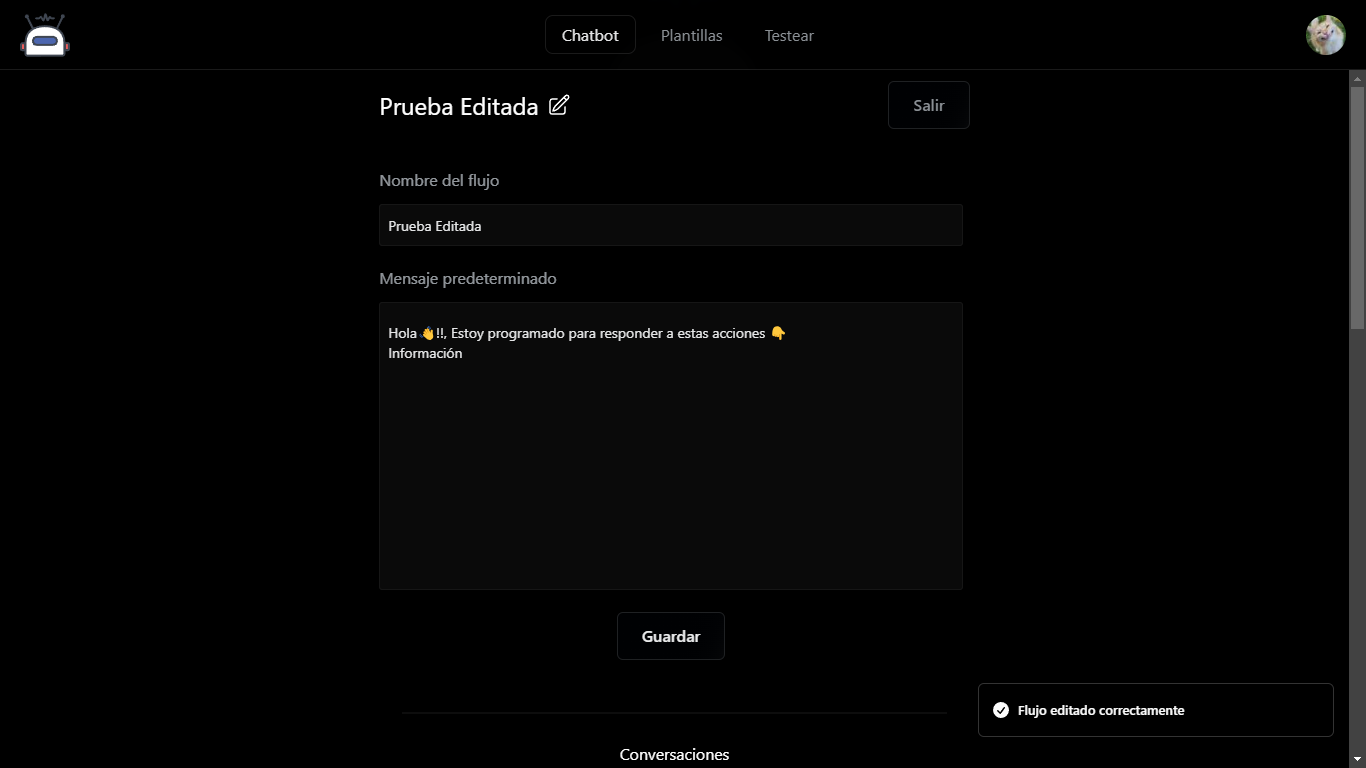 Chatbot
Plantillas
Testear
Prueba Editada
Salir
Nombre del flujo
Prueba Editada
Mensaje predeterminado
Hola 👋!!, Estoy programado para responder a estas acciones 👇
Información
Guardar
Flujo editado correctamente
Conversaciones